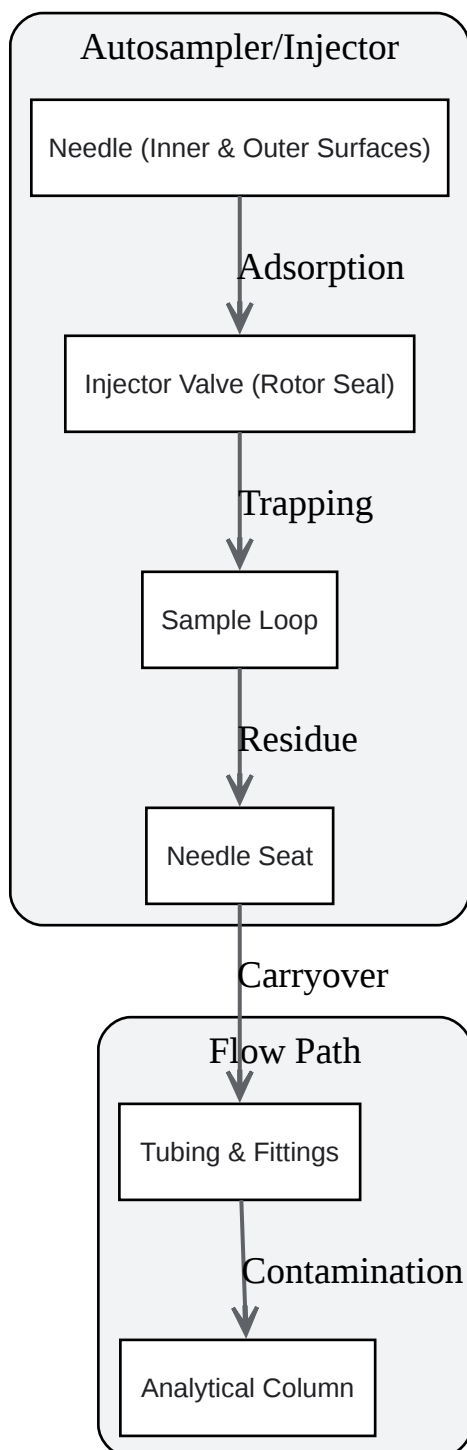 Autosampler/Injector
Needle (Inner & Outer Surfaces)
Adsorption
Injector Valve (Rotor Seal)
Trapping
Sample Loop
Residue
Needle Seat
Carryover
Flow Path
Tubing & Fittings
Contamination
Analytical Column